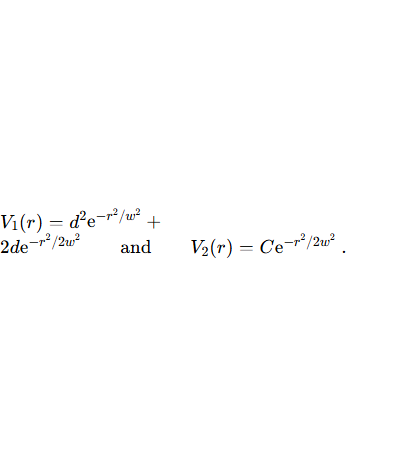 V₁(r) = d²e^{−r²/w²} +
2de^{−r²/2w²} and V₂(r) = Ce^{−r²/2w²} .